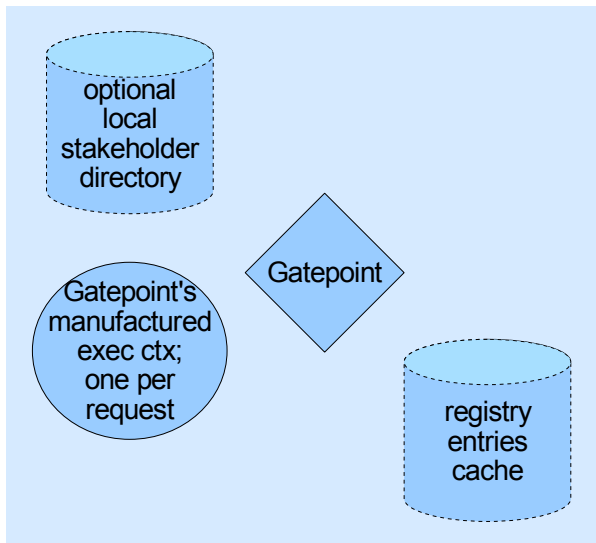 optional
local
stakeholder
directory
Gatepoint
Gatepoint's
manufactured
exec ctx;
one per
request
registry
entries
cache